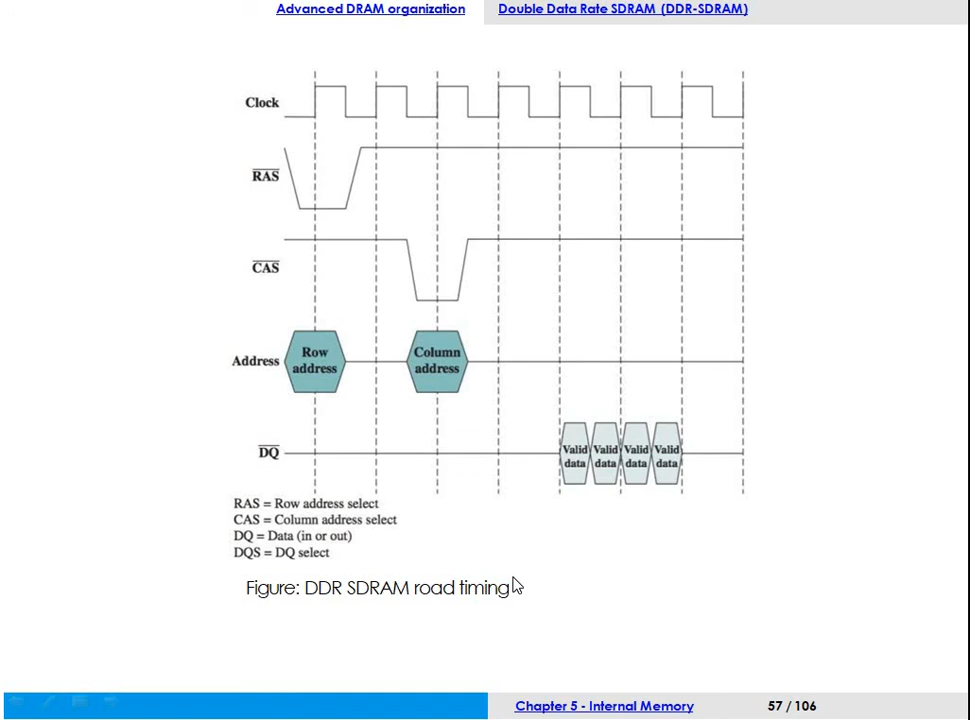 Advanced DRAM organization
Double Data Rate SDRAM (DDR-SDRAM)
Clock
RAS
CAS
Address
Row address
Column address
DQ
Valid data
Valid data
Valid data
Valid data
RAS = Row address select
CAS = Column address select
DQ = Data (in or out)
DQS = DQ select
Figure: DDR SDRAM road timing
Chapter 5 - Internal Memory
57 / 106